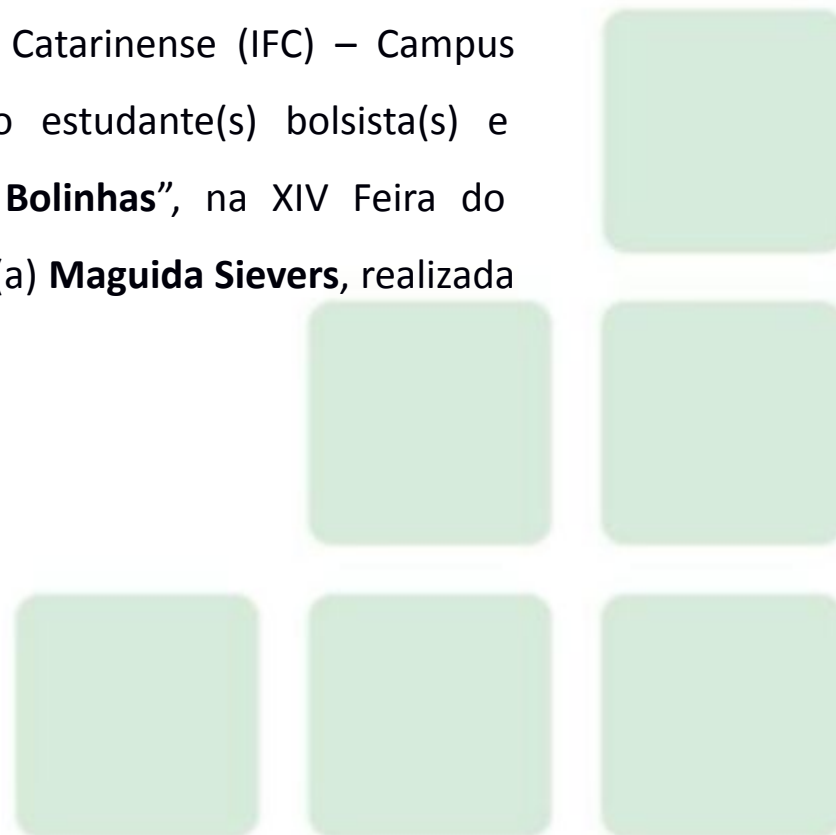 Catarinense (IFC) – Campus
o estudante(s) bolsista(s) e
Bolinhas”, na XIV Feira do
(a) Maguida Sievers, realizada